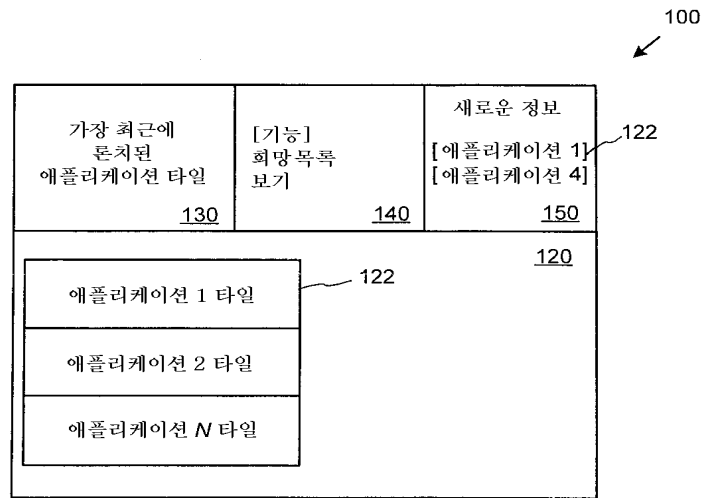 100
가장 최근에
론치된
애플리케이션 타일
130
[기능]
희망목록
보기
140
새로운 정보
[애플리케이션 1]
[애플리케이션 4]
150
122
120
애플리케이션 1 타일
애플리케이션 2 타일
애플리케이션 N 타일
122